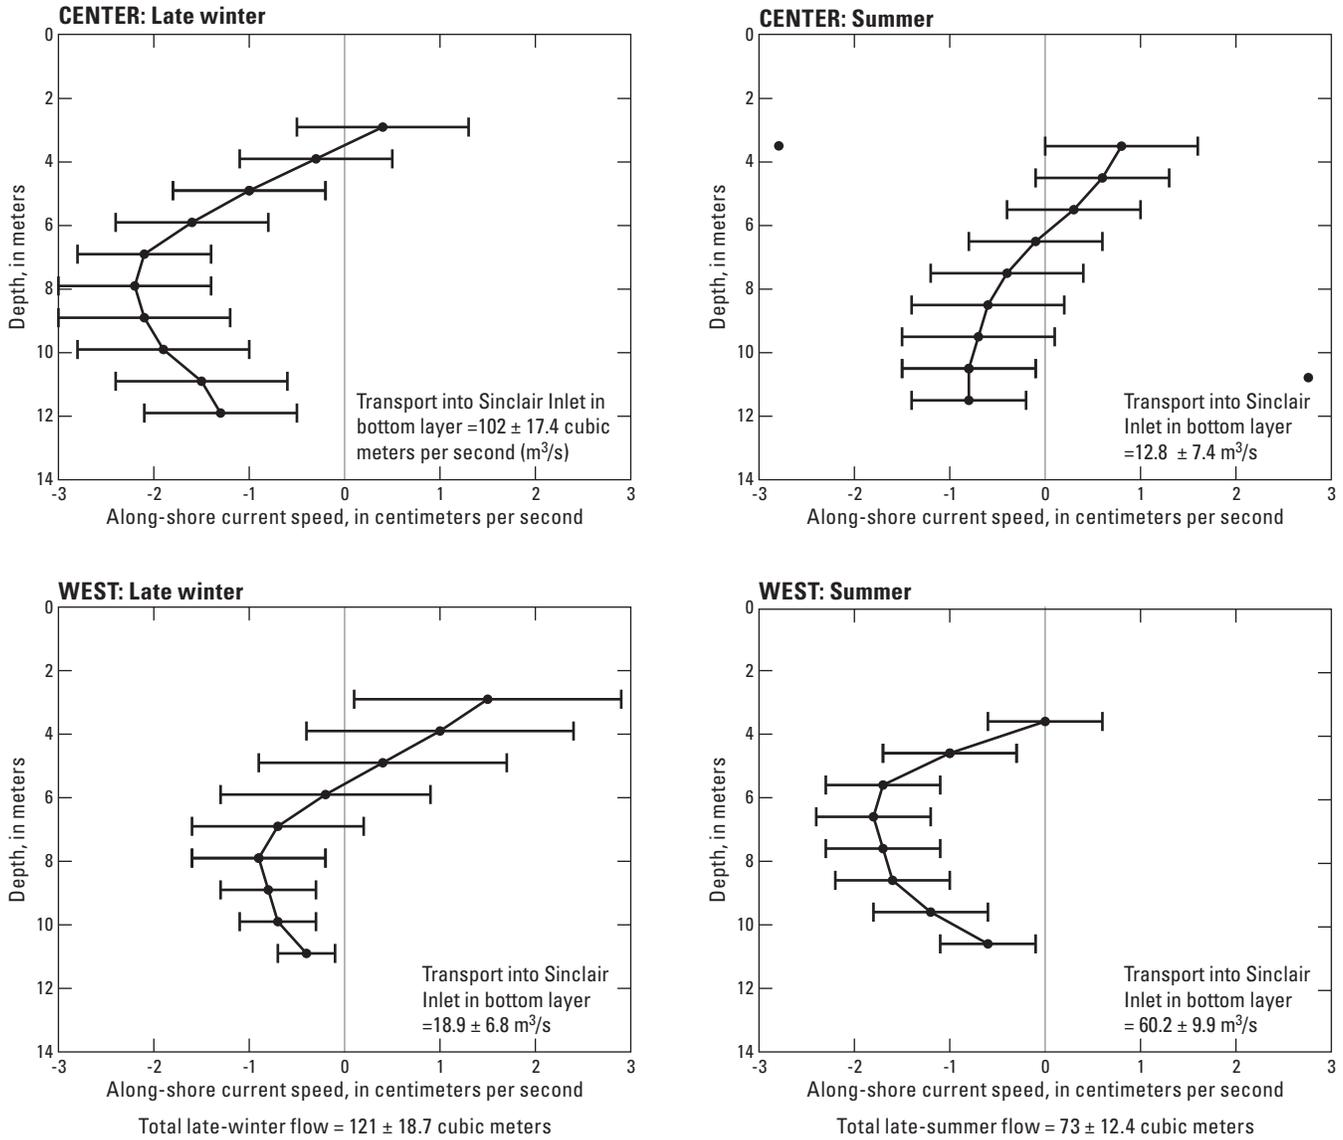 CENTER: Late winter
0
2
4
6
8
10
12
14
Depth, in meters
Transport into Sinclair Inlet in
bottom layer =102 ± 17.4 cubic
meters per second (m³/s)
-3 -2 -1 0 1 2 3
Along-shore current speed, in centimeters per second
CENTER: Summer
0
2
4
6
8
10
12
14
Depth, in meters
Transport into Sinclair
Inlet in bottom layer
=12.8 ± 7.4 m³/s
-3 -2 -1 0 1 2 3
Along-shore current speed, in centimeters per second
WEST: Late winter
0
2
4
6
8
10
12
14
Depth, in meters
Transport into Sinclair
Inlet in bottom layer
=18.9 ± 6.8 m³/s
-3 -2 -1 0 1 2 3
Along-shore current speed, in centimeters per second
Total late-winter flow = 121 ± 18.7 cubic meters
WEST: Summer
0
2
4
6
8
10
12
14
Depth, in meters
Transport into Sinclair
Inlet in bottom layer
= 60.2 ± 9.9 m³/s
-3 -2 -1 0 1 2 3
Along-shore current speed, in centimeters per second
Total late-summer flow = 73 ± 12.4 cubic meters